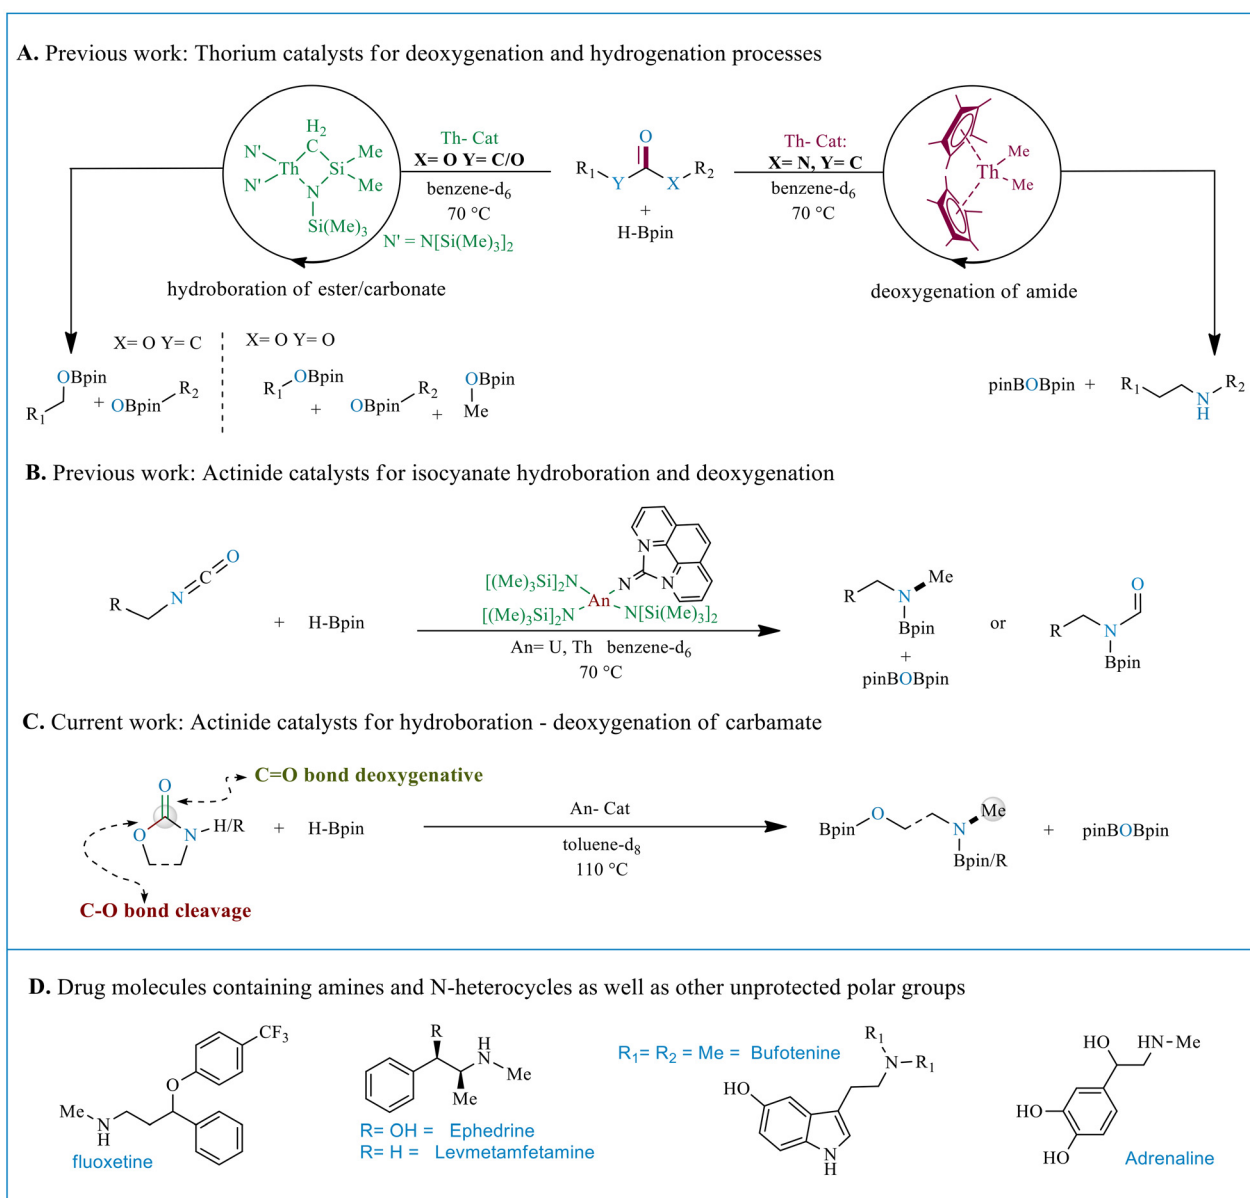 A. Previous work: Thorium catalysts for deoxygenation and hydrogenation processes
H₂
C
N'
Th
Si
Me
N'
N
Me
Si(Me)₃
N' = N[Si(Me)₃]₂
Th- Cat
X= O Y= C/O
benzene-d₆
70 °C
O
R₁
Y
X
R₂
+
H-Bpin
Th- Cat:
X= N, Y= C
benzene-d₆
70 °C
Th
Me
Me
hydroboration of ester/carbonate
deoxygenation of amide
X= O Y= C
X= O Y= O
OBpin
R₁
+
OBpin
R₂
R₁
OBpin
+
OBpin
R₂
+
OBpin
Me
pinBOBpin +
R₁
N
H
R₂
B. Previous work: Actinide catalysts for isocyanate hydroboration and deoxygenation
R
N
C
O
+ H-Bpin
[(Me)₃Si]₂N
[(Me)₃Si]₂N
An
N[Si(Me)₃]₂
N
N
N
An= U, Th benzene-d₆
70 °C
R
N
Me
Bpin
+
pinBOBpin
or
R
N
O
Bpin
C. Current work: Actinide catalysts for hydroboration - deoxygenation of carbamate
C=O bond deoxygenative
O
O
N
H/R
+ H-Bpin
C-O bond cleavage
An- Cat
toluene-d₈
110 °C
Bpin
O
N
Me
Bpin/R
+ pinBOBpin
D. Drug molecules containing amines and N-heterocycles as well as other unprotected polar groups
CF₃
O
Me
N
H
fluoxetine
R
H
N
Me
Me
R= OH = Ephedrine
R= H = Levmetamfetamine
R₁= R₂ = Me = Bufotenine
R₁
N
R₁
HO
N
H
HO
HN-Me
HO
HO
Adrenaline